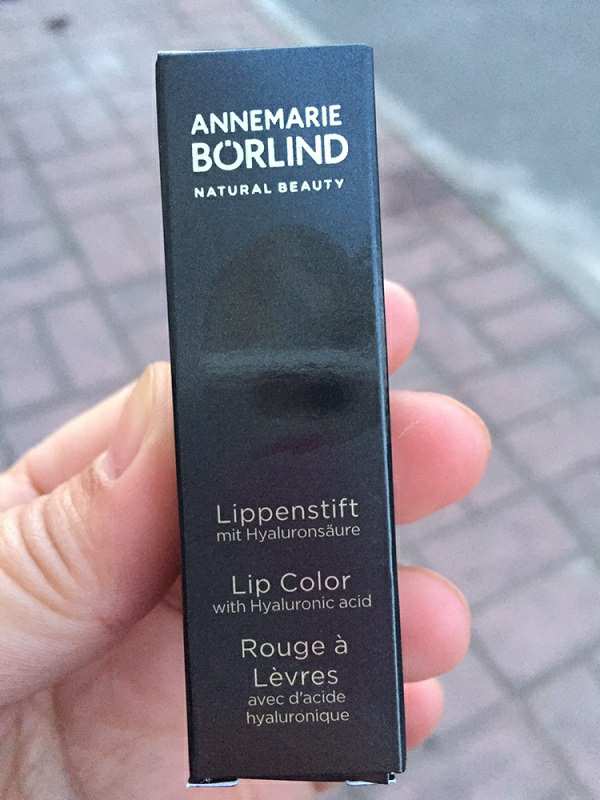 ANNEMARIE
BÖRLIND
NATURAL BEAUTY
Lippenstift
mit Hyaluronsäure
Lip Color
with Hyaluronic acid
Rouge à
Lèvres
avec d'acide
hyaluronique